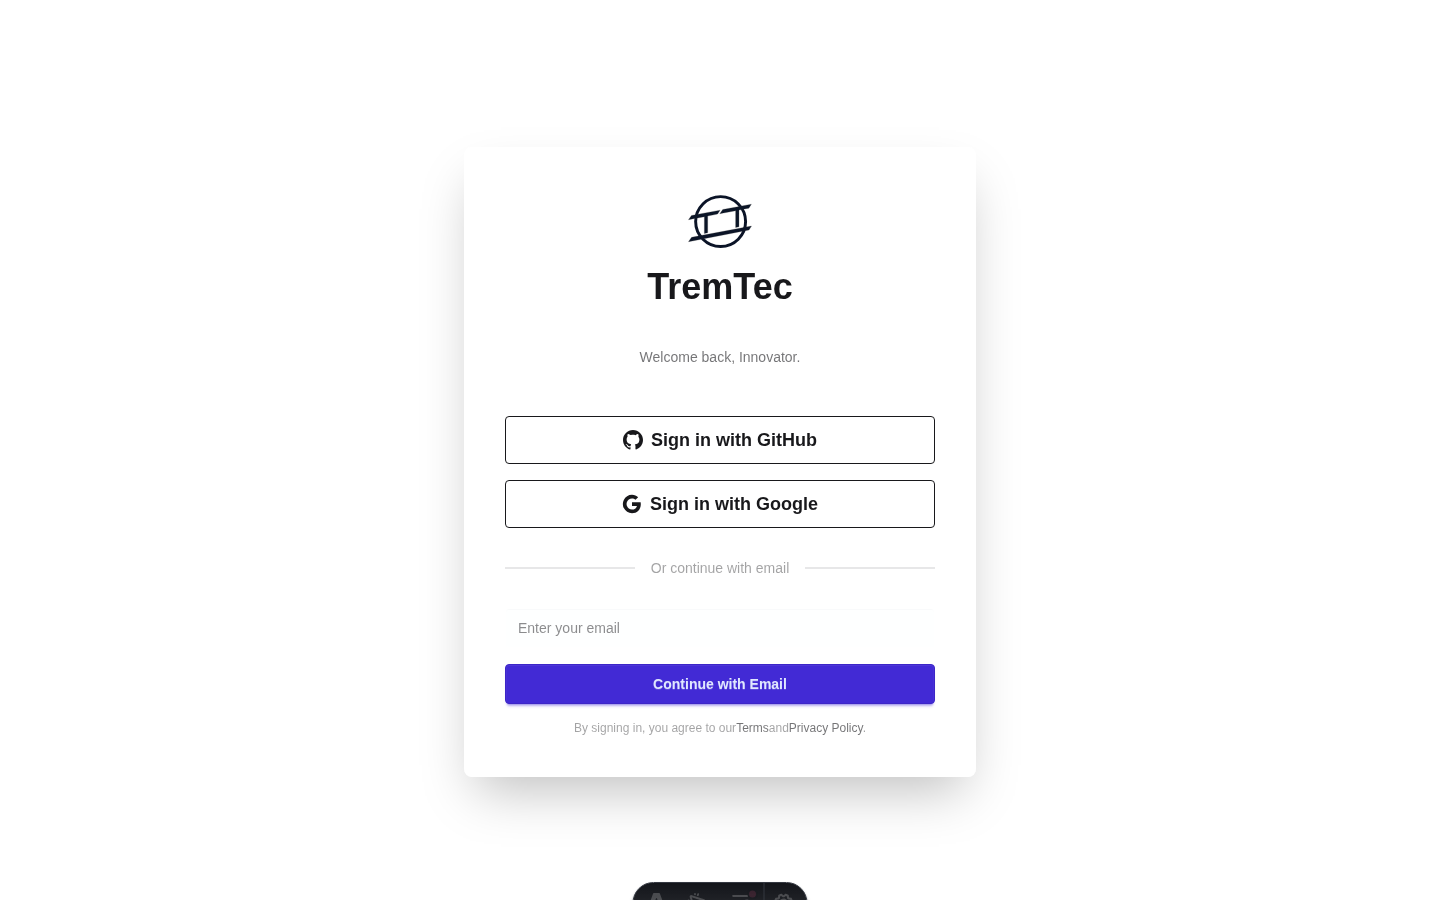 TremTec
Welcome back, Innovator.
Sign in with GitHub
Sign in with Google
Or continue with email
Enter your email
Continue with Email
By signing in, you agree to ourTermsandPrivacy Policy.